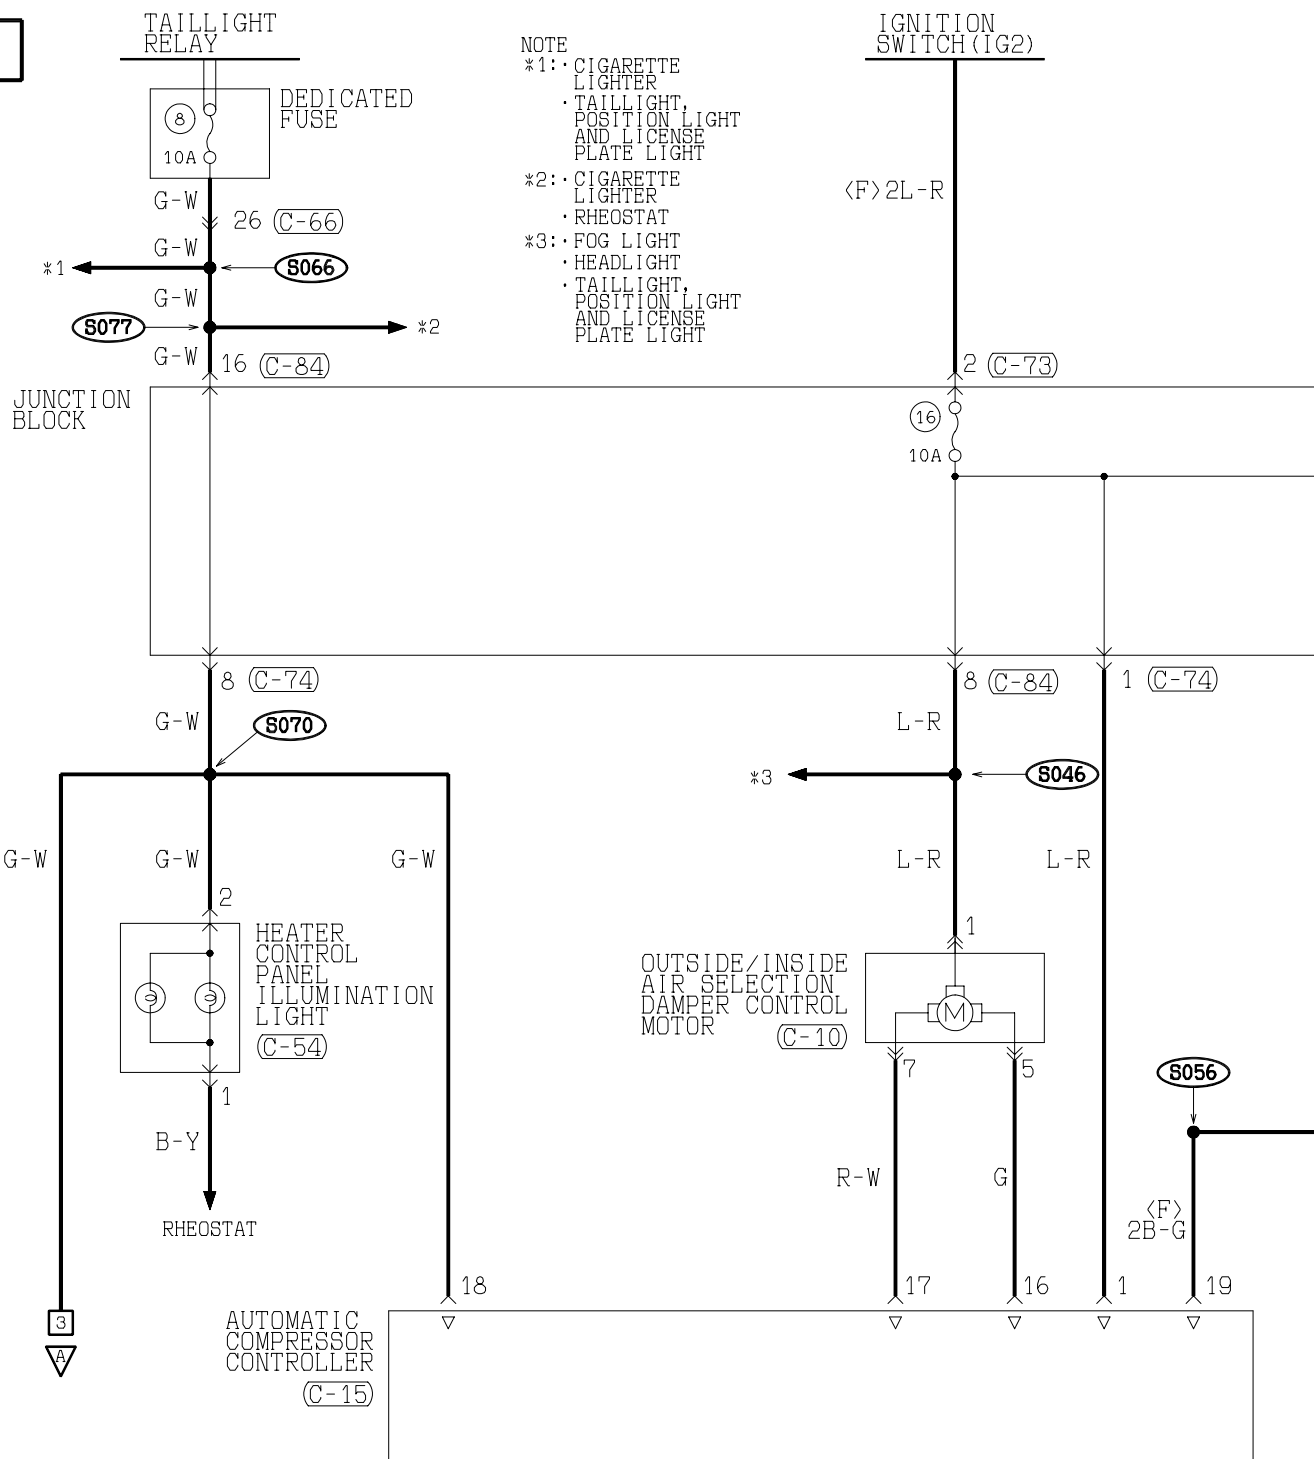 TAILLIGHT
RELAY
IGNITION
SWITCH(IG2)
NOTE
*1:·CIGARETTE
LIGHTER
·TAILLIGHT,
POSITION LIGHT
AND LICENSE
PLATE LIGHT
*2:·CIGARETTE
LIGHTER
·RHEOSTAT
*3:·FOG LIGHT
·HEADLIGHT
·TAILLIGHT,
POSITION LIGHT
AND LICENSE
PLATE LIGHT
DEDICATED
FUSE
8
10A
G-W
26 (C-66)
G-W
*1
S066
G-W
S077
*2
G-W
16 (C-84)
<F>2L-R
2 (C-73)
JUNCTION
BLOCK
16
10A
8 (C-74)
8 (C-84)
1 (C-74)
G-W
S070
L-R
*3
S046
G-W
G-W
G-W
L-R
L-R
2
HEATER
CONTROL
PANEL
ILLUMINATION
LIGHT
(C-54)
1
OUTSIDE/INSIDE
AIR SELECTION
DAMPER CONTROL
MOTOR
(C-10)
M
7
5
S056
1
B-Y
R-W
G
<F>
2B-G
RHEOSTAT
18
17
16
1
19
3
A
AUTOMATIC
COMPRESSOR
CONTROLLER
(C-15)